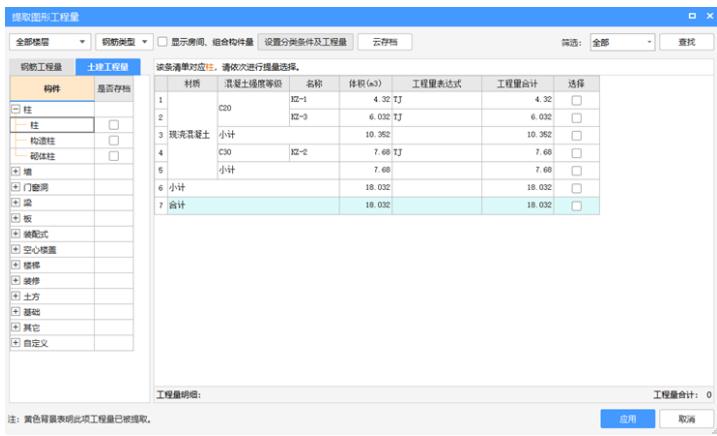 提取图形工程量
全部楼层 钢筋类型 显示房间、组合构件量 设置分类条件及工程量 云存档 筛选: 全部 查找
钢筋工程量 土建工程量 该条清单对应柱，请依次进行提量选择。
构件 是否存档
柱
柱
构造柱
砌体柱
墙
门窗洞
梁
板
装配式
空心楼盖
楼梯
装修
土方
基础
其它
自定义
材质 混凝土强度等级 名称 体积(m3) 工程量表达式 工程量合计 选择
1 现浇混凝土 C20 KZ-1 4.32 TJ 4.32
2 KZ-3 6.032 TJ 6.032
3 小计 10.352 10.352
4 C30 KZ-2 7.68 TJ 7.68
5 小计 7.68 7.68
6 小计 18.032 18.032
7 合计 18.032 18.032
工程量明细: 工程量合计: 0
注: 黄色背景表明此项工程量已被提取。 应用 取消